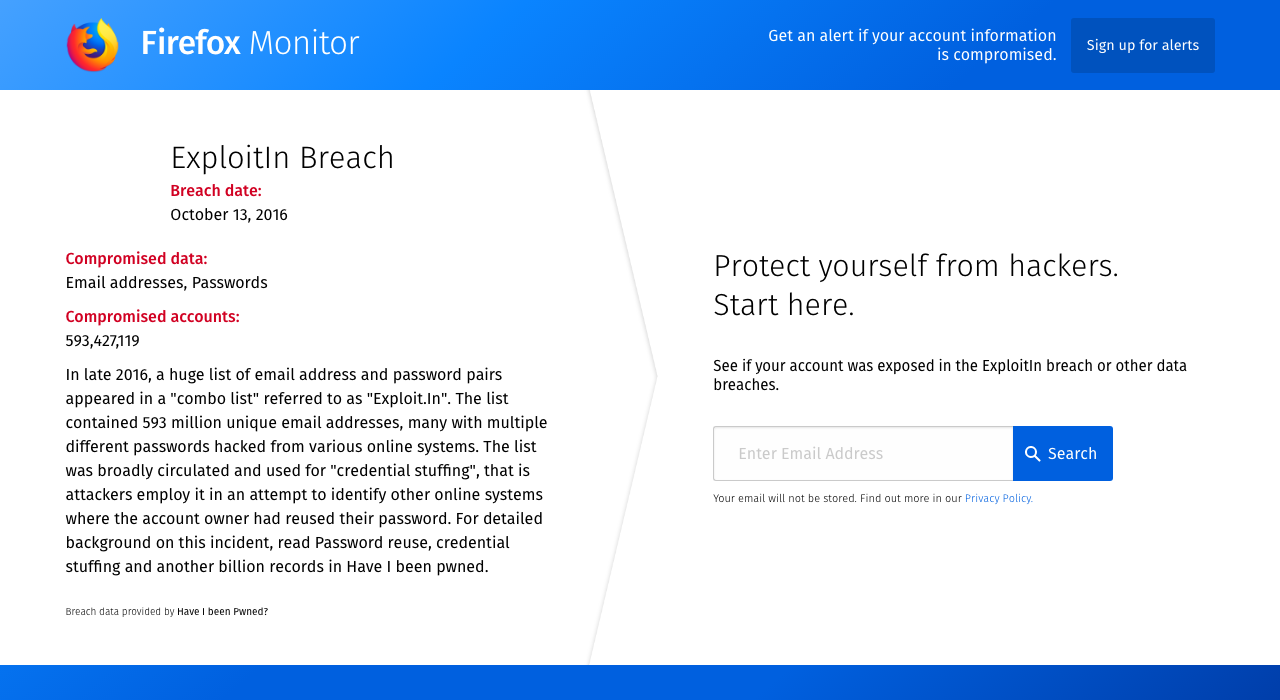 Firefox Monitor
Get an alert if your account information
is compromised.
Sign up for alerts
ExploitIn Breach
Breach date:
October 13, 2016
Compromised data:
Email addresses, Passwords
Compromised accounts:
593,427,119
In late 2016, a huge list of email address and password pairs
appeared in a "combo list" referred to as "Exploit.In". The list
contained 593 million unique email addresses, many with multiple
different passwords hacked from various online systems. The list
was broadly circulated and used for "credential stuffing", that is
attackers employ it in an attempt to identify other online systems
where the account owner had reused their password. For detailed
background on this incident, read Password reuse, credential
stuffing and another billion records in Have I been pwned.
Breach data provided by Have I been Pwned?
Protect yourself from hackers.
Start here.
See if your account was exposed in the ExploitIn breach or other data
breaches.
Enter Email Address
Search
Your email will not be stored. Find out more in our Privacy Policy.